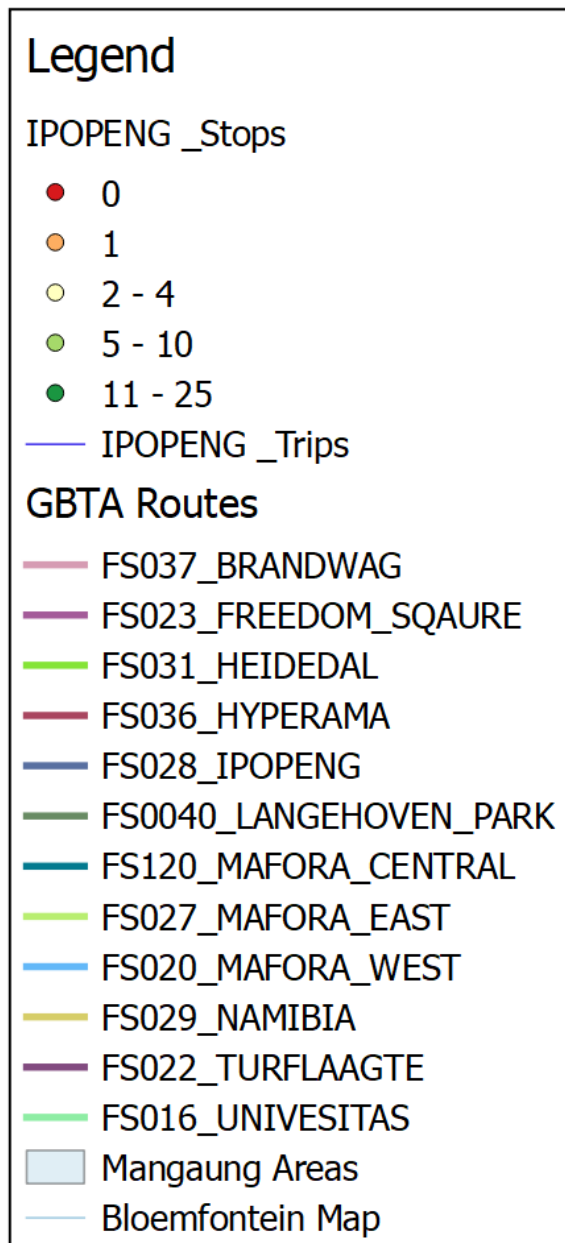 Legend
IPOPENG _Stops
0
1
2 - 4
5 - 10
11 - 25
IPOPENG _Trips
GBTA Routes
FS037_BRANDWAG
FS023_FREEDOM_SQAURE
FS031_HEIDEDAL
FS036_HYPERAMA
FS028_IPOPENG
FS0040_LANGEHOVEN_PARK
FS120_MAFORA_CENTRAL
FS027_MAFORA_EAST
FS020_MAFORA_WEST
FS029_NAMIBIA
FS022_TURFLAAGTE
FS016_UNIVESITAS
Mangaung Areas
Bloemfontein Map